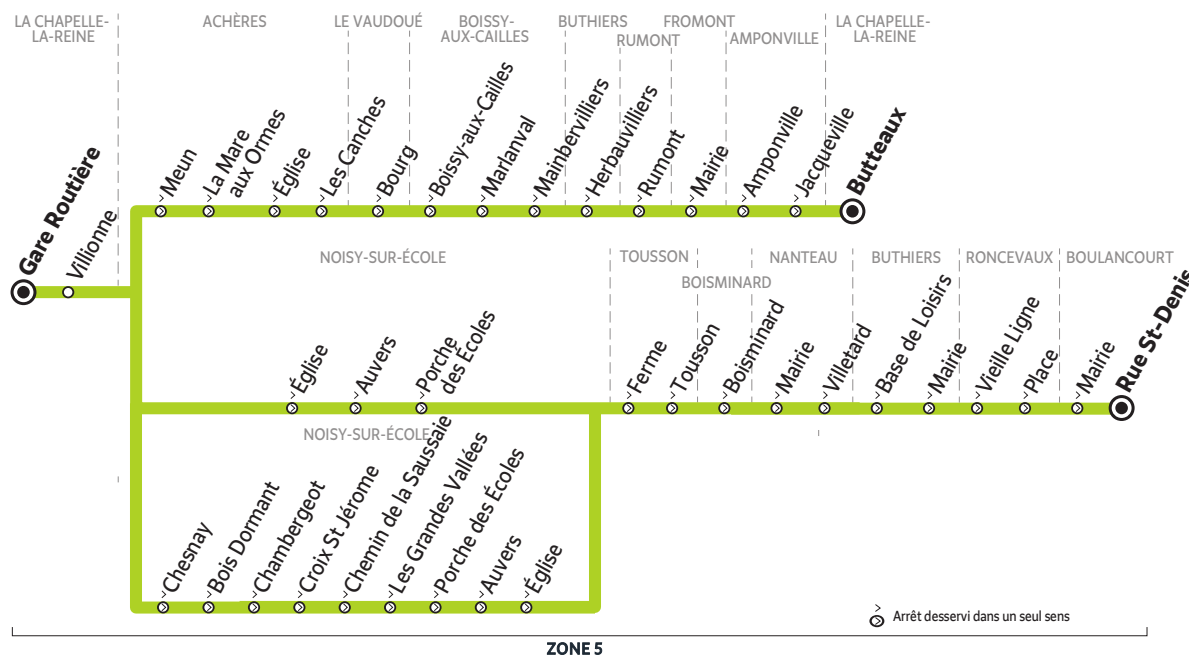 LA CHAPELLE-
LA-REINE
ACHÈRES
LE VAUDOUÉ
BOISSY-
AUX-CAILLES
BUTHIERS
RUMONT
FROMONT
AMPONVILLE
LA CHAPELLE-
LA-REINE
Gare Routière
Villionne
Meun
La Mare
aux Ormes
Église
Les Canches
Bourg
Boissy-aux-Cailles
Marlanval
Mainbervilliers
Herbauvilliers
Rumont
Mairie
Amponville
Jacqueville
Butteaux
NOISY-SUR-ÉCOLE
TOUSSON
BOISMINARD
NANTEAU
BUTHIERS
RONCEVAUX
BOULANCOURT
Église
Auvers
Porche
des Écoles
Ferme
Tousson
Boisminard
Mairie
Villetard
Base de Loisirs
Mairie
Vieille Ligne
Place
Mairie
Rue St-Denis
NOISY-SUR-ÉCOLE
Chesnay
Bois Dormant
Chambergeot
Croix St Jérome
Chemin de la Saussaie
Les Grandes Vallées
Porche des Écoles
Auvers
Église
Arrêt desservi dans un seul sens
ZONE 5